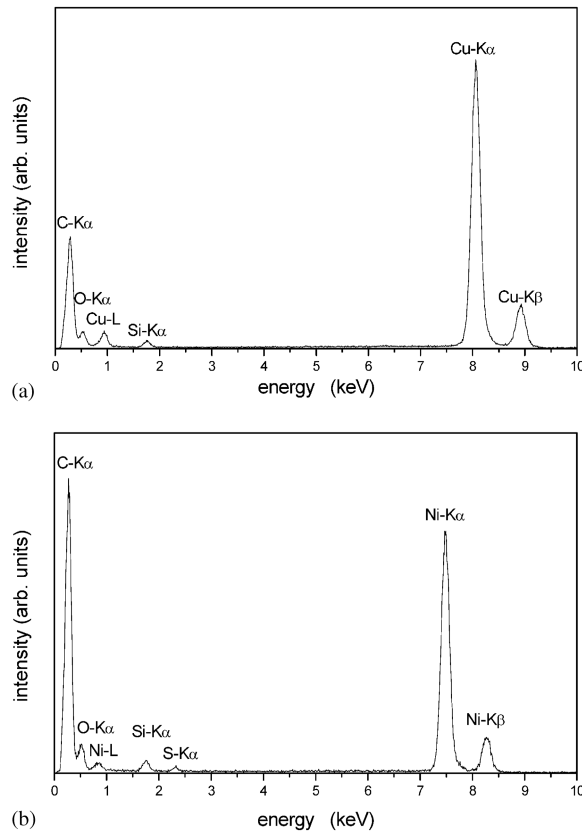 Cu-Kα
C-Kα
O-Kα
Cu-L
Si-Kα
Cu-Kβ
intensity (arb. units)
0 1 2 3 4 5 6 7 8 9 10
energy (keV)
(a)
C-Kα
Ni-Kα
O-Kα
Ni-L
Si-Kα
S-Kα
Ni-Kβ
intensity (arb. units)
0 1 2 3 4 5 6 7 8 9 10
energy (keV)
(b)